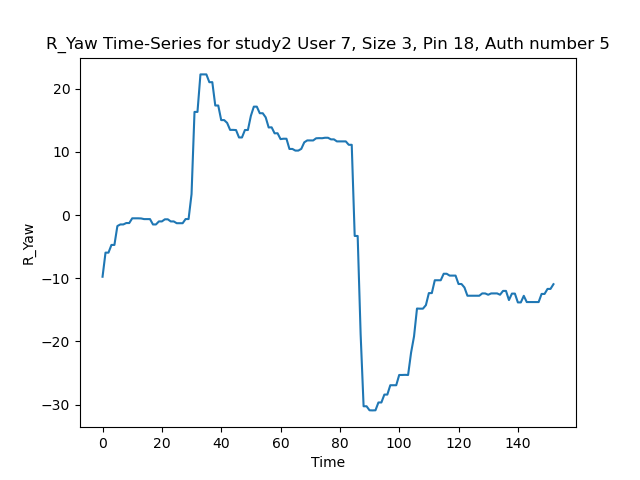 R_Yaw Time-Series for study2 User 7, Size 3, Pin 18, Auth number 5
R_Yaw
20
10
0
−10
−20
−30
0 20 40 60 80 100 120 140
Time